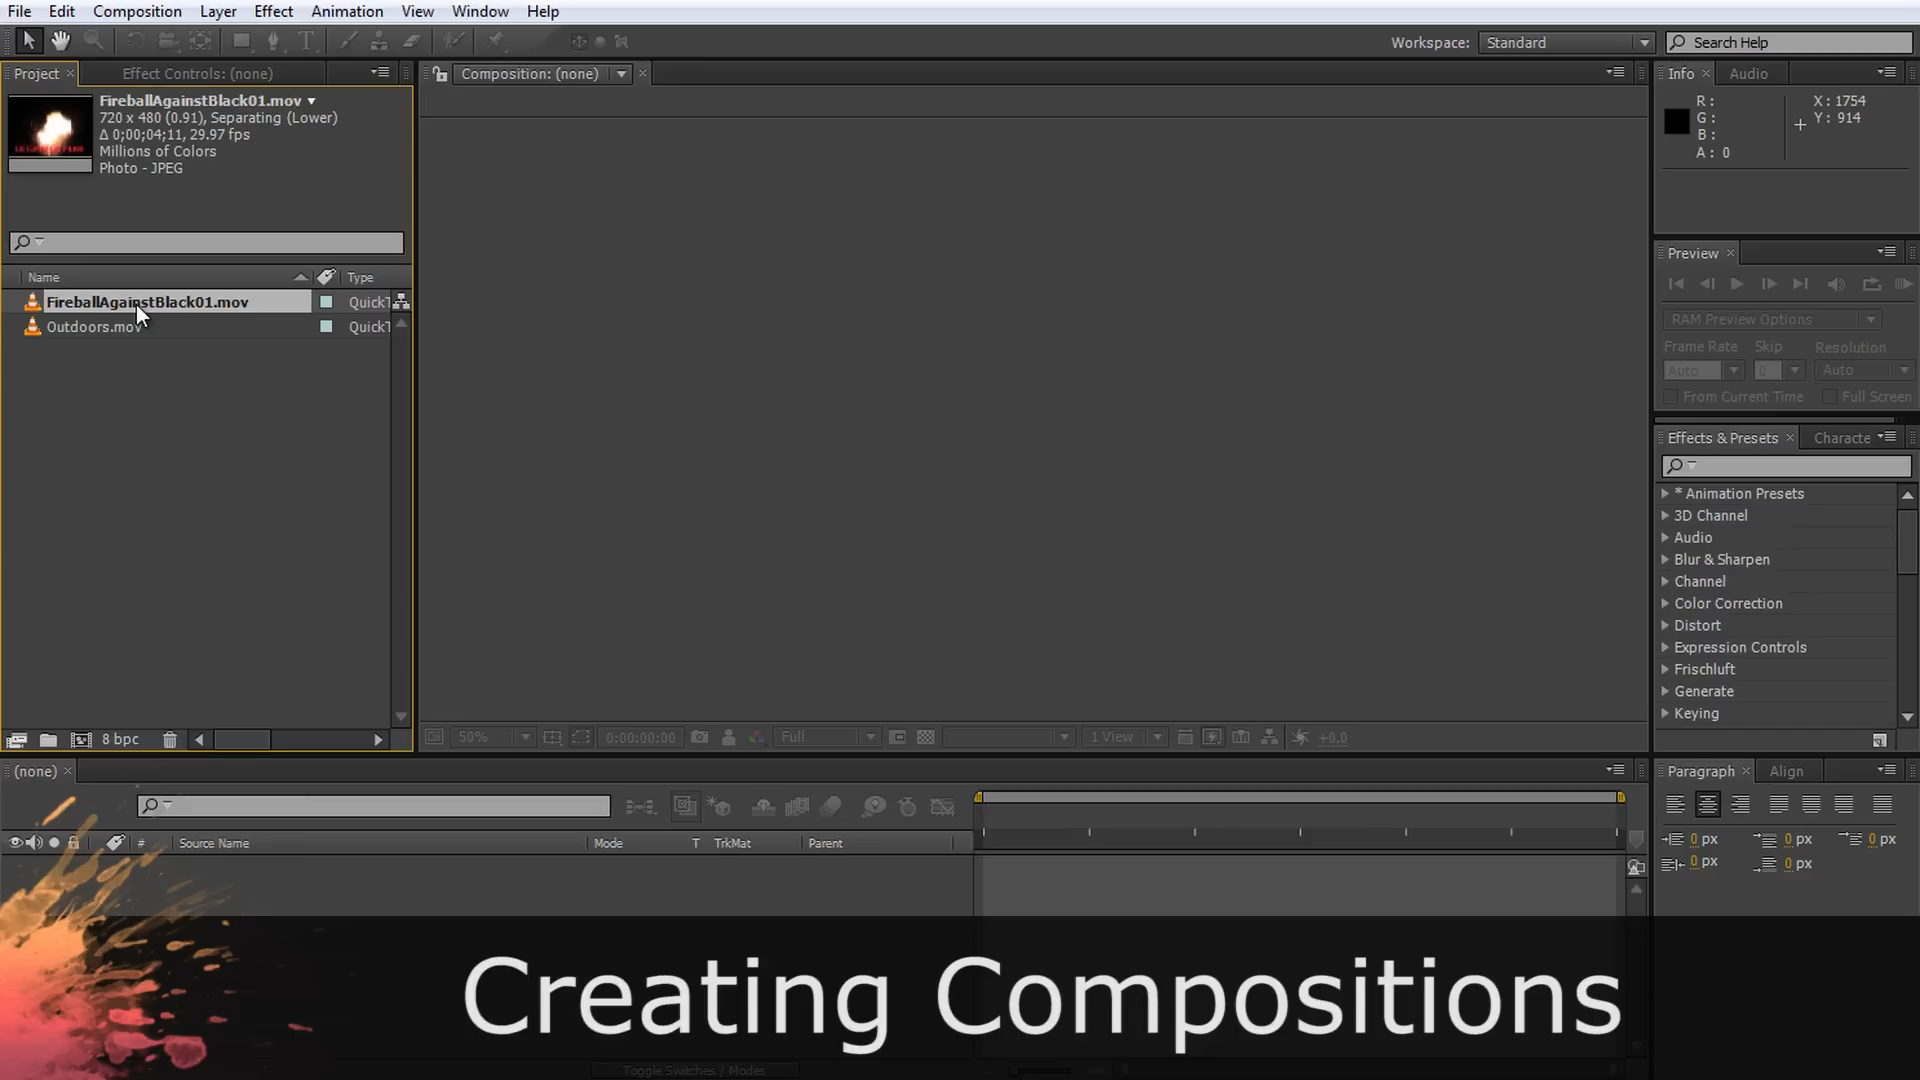 File Edit Composition Layer Effect Animation View Window Help
Workspace: Standard Search Help
Project Effect Controls: (none) Composition: (none) Info Audio
FireballAgainstBlack01.mov
720 x 480 (0.91), Separating (Lower)
Δ 0;00;04;11, 29.97 fps
Millions of Colors
Photo - JPEG
R: X: 1754
G: Y: 914
B:
A: 0
Preview
RAM Preview Options
Frame Rate Skip Resolution
Auto 0 Auto
From Current Time Full Screen
Name Type
FireballAgainstBlack01.mov QuickT
Outdoors.mov QuickT
Effects & Presets Characte
* Animation Presets
3D Channel
Audio
Blur & Sharpen
Channel
Color Correction
Distort
Expression Controls
Frischluft
Generate
Keying
8 bpc
50% 0:00:00:00 Full 1 View +0.0
(none)
# Source Name Mode T TrkMat Parent
Paragraph Align
0 px 0 px 0 px
0 px 0 px
Creating Compositions
Toggle Switches / Modes